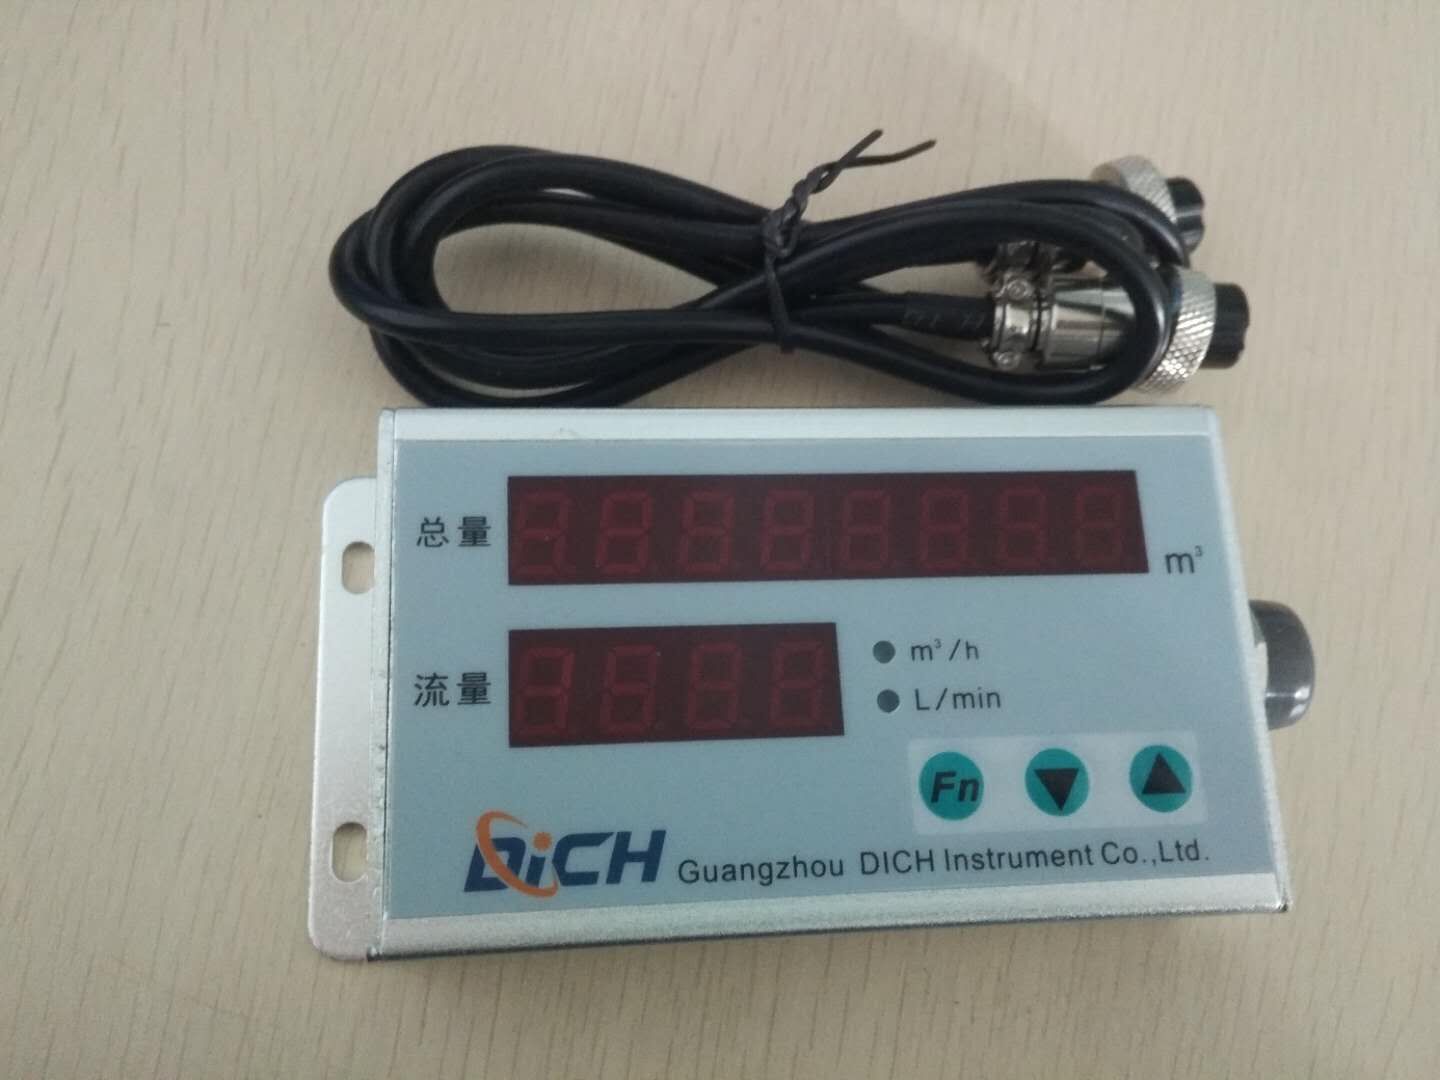 总量
m³
流量
m³/h
L/min
Fn
DiCH Guangzhou DICH Instrument Co.,Ltd.